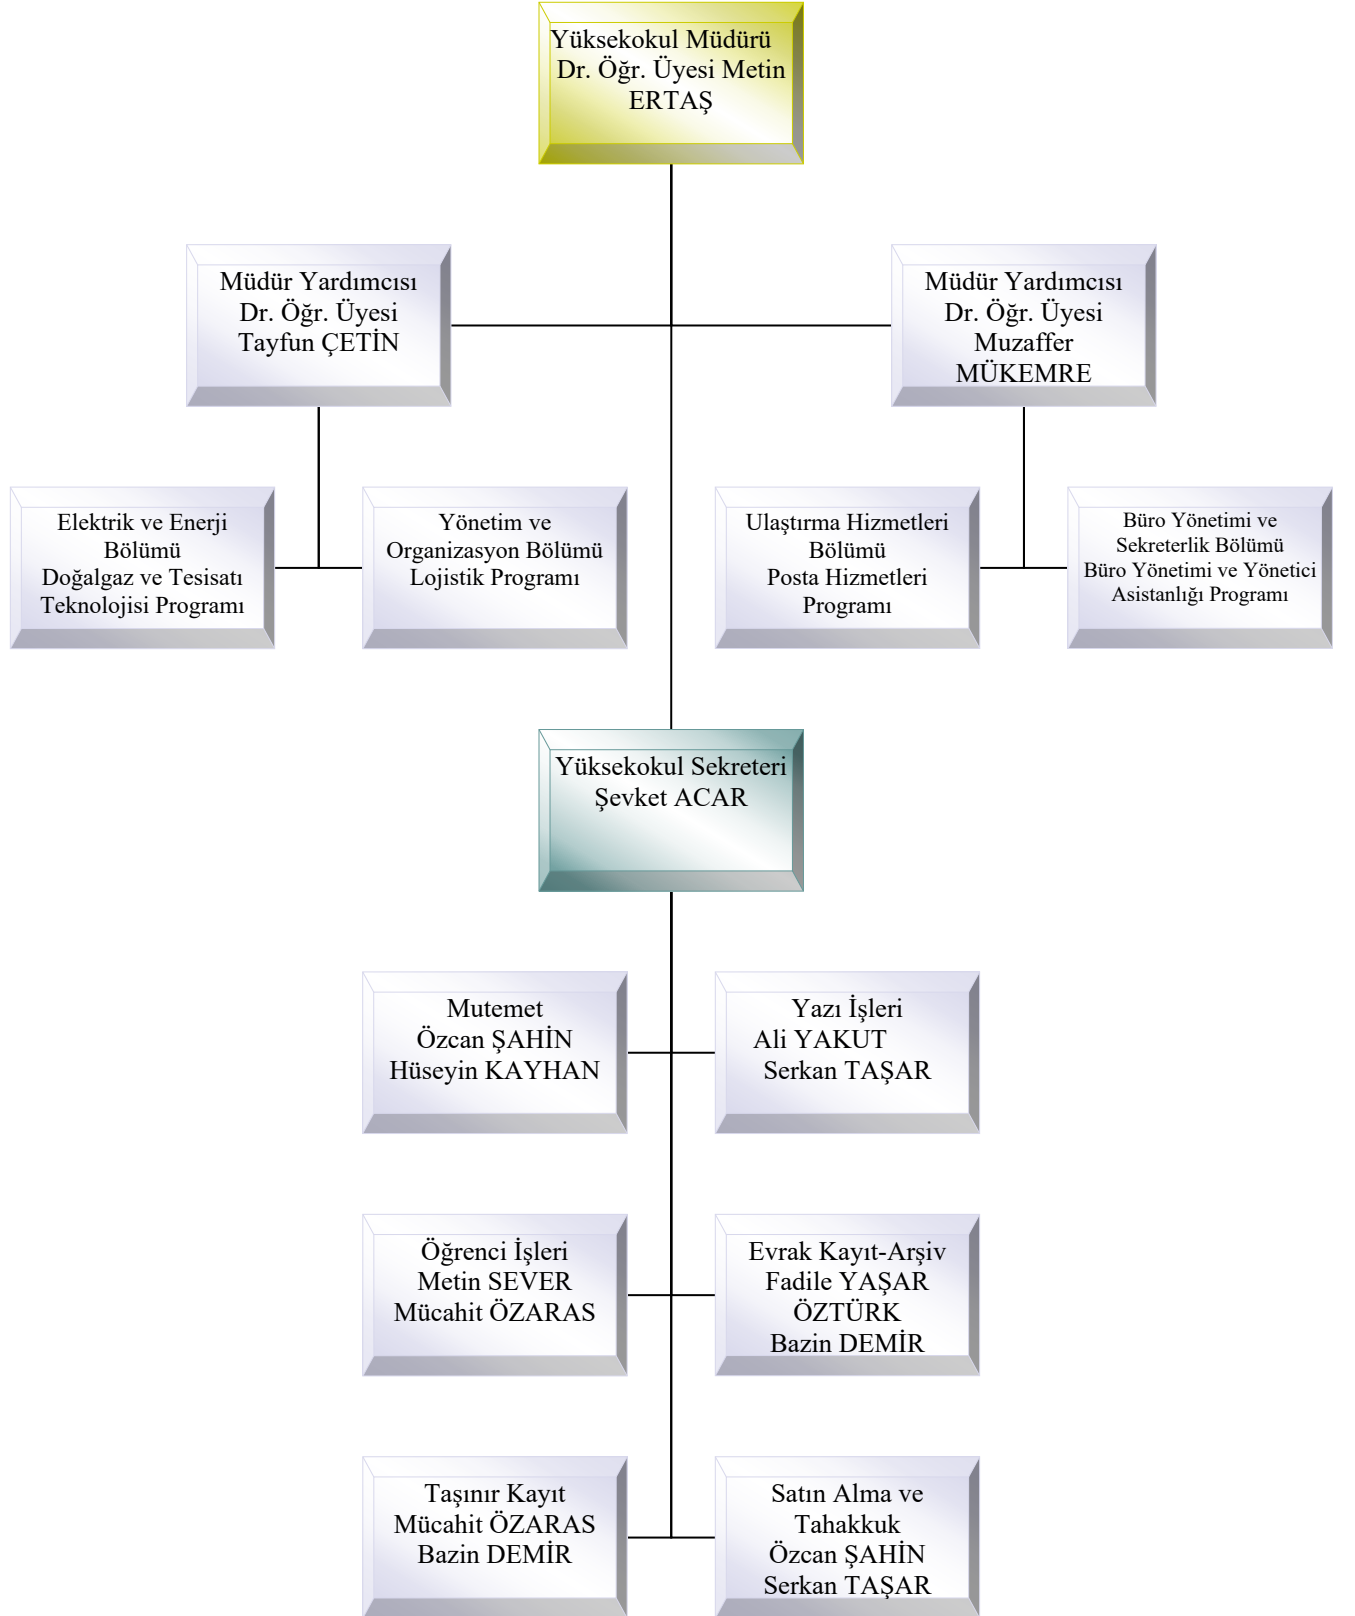 Yüksekokul Müdürü
Dr. Öğr. Üyesi Metin
ERTAŞ
Müdür Yardımcısı
Dr. Öğr. Üyesi
Tayfun ÇETİN
Müdür Yardımcısı
Dr. Öğr. Üyesi
Muzaffer
MÜKEMRE
Elektrik ve Enerji
Bölümü
Doğalgaz ve Tesisatı
Teknolojisi Programı
Yönetim ve
Organizasyon Bölümü
Lojistik Programı
Ulaştırma Hizmetleri
Bölümü
Posta Hizmetleri
Programı
Büro Yönetimi ve
Sekreterlik Bölümü
Büro Yönetimi ve Yönetici
Asistanlığı Programı
Yüksekokul Sekreteri
Şevket ACAR
Mutemet
Özcan ŞAHİN
Hüseyin KAYHAN
Yazı İşleri
Ali YAKUT
Serkan TAŞAR
Öğrenci İşleri
Metin SEVER
Mücahit ÖZARAS
Evrak Kayıt-Arşiv
Fadile YAŞAR
ÖZTÜRK
Bazin DEMİR
Taşınır Kayıt
Mücahit ÖZARAS
Bazin DEMİR
Satın Alma ve
Tahakkuk
Özcan ŞAHİN
Serkan TAŞAR